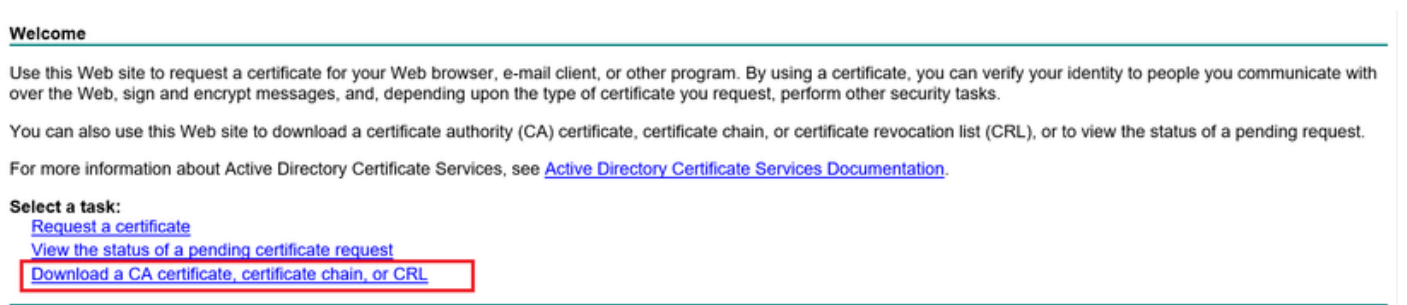 Welcome
Use this Web site to request a certificate for your Web browser, e-mail client, or other program. By using a certificate, you can verify your identity to people you communicate with
over the Web, sign and encrypt messages, and, depending upon the type of certificate you request, perform other security tasks.
You can also use this Web site to download a certificate authority (CA) certificate, certificate chain, or certificate revocation list (CRL), or to view the status of a pending request.
For more information about Active Directory Certificate Services, see Active Directory Certificate Services Documentation.
Select a task:
Request a certificate
View the status of a pending certificate request
Download a CA certificate, certificate chain, or CRL